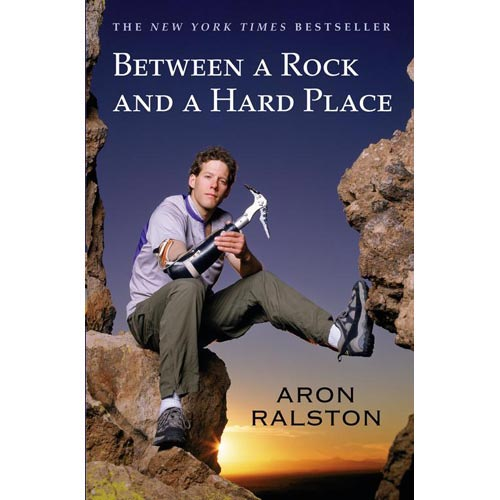 THE NEW YORK TIMES BESTSELLER
BETWEEN A ROCK
AND A HARD PLACE
ARON
RALSTON